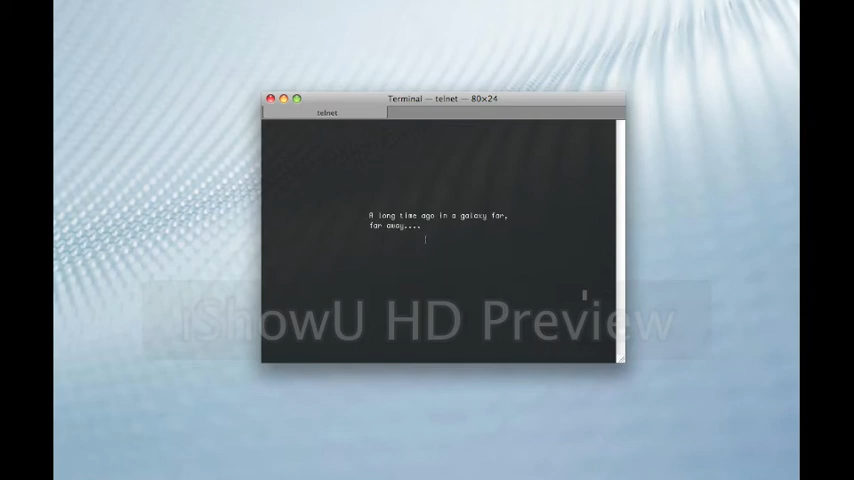 Terminal — telnet — 80×24
telnet
A long time ago in a galaxy far,
far away....
iShowU HD Preview